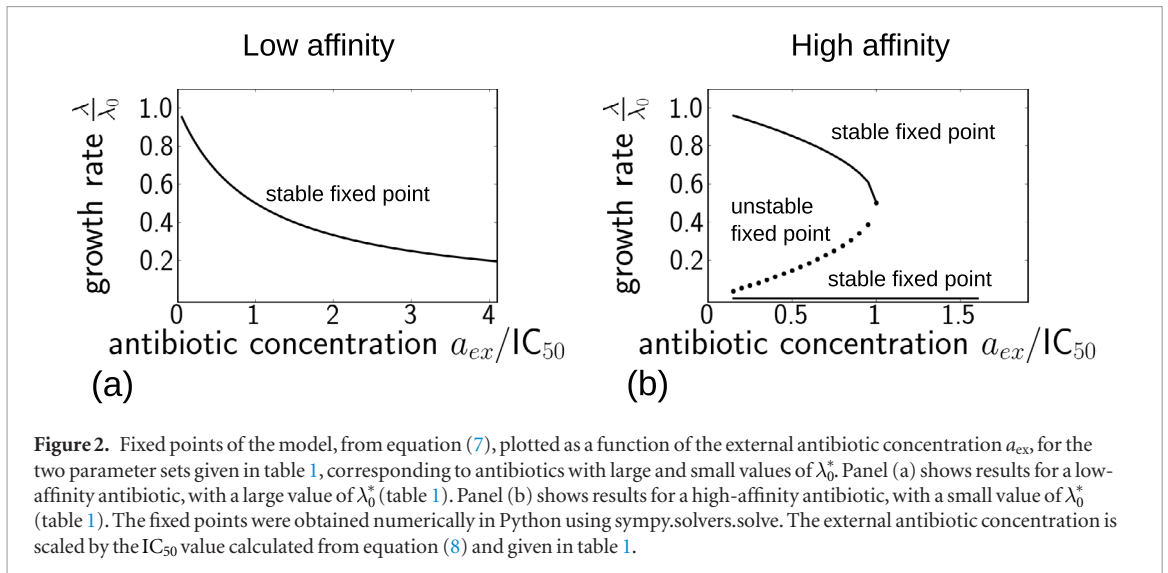 Low affinity
High affinity
growth rate λ/λ0
1.0
0.8
0.6
0.4
0.2
stable fixed point
0 1 2 3 4
antibiotic concentration aex/IC50
(a)
growth rate λ/λ0
1.0
0.8
0.6
0.4
0.2
stable fixed point
unstable
fixed point
stable fixed point
0 0.5 1 1.5
antibiotic concentration aex/IC50
(b)
Figure 2. Fixed points of the model, from equation (7), plotted as a function of the external antibiotic concentration aex, for the
two parameter sets given in table 1, corresponding to antibiotics with large and small values of λ0*. Panel (a) shows results for a low-
affinity antibiotic, with a large value of λ0* (table 1). Panel (b) shows results for a high-affinity antibiotic, with a small value of λ0*
(table 1). The fixed points were obtained numerically in Python using sympy.solvers.solve. The external antibiotic concentration is
scaled by the IC50 value calculated from equation (8) and given in table 1.